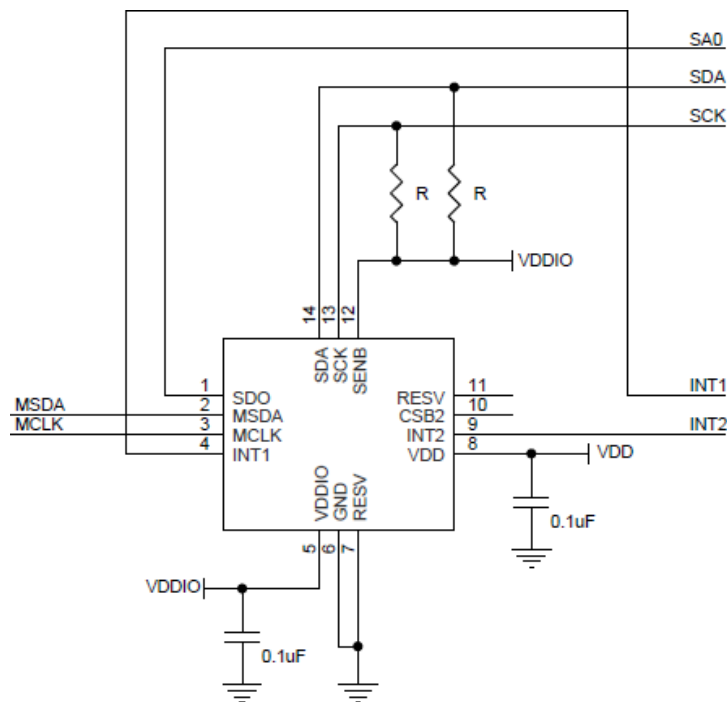 SA0
SDA
SCK
R R
VDDIO
14 13 12
SDA SCK SENB
1 SDO
MSDA 2 MSDA
MCLK 3 MCLK
4 INT1
RESV 11
CSB2 10
INT2 9
VDD 8
INT1
INT2
VDD
0.1uF
VDDIO GND RESV
5 6 7
VDDIO
0.1uF